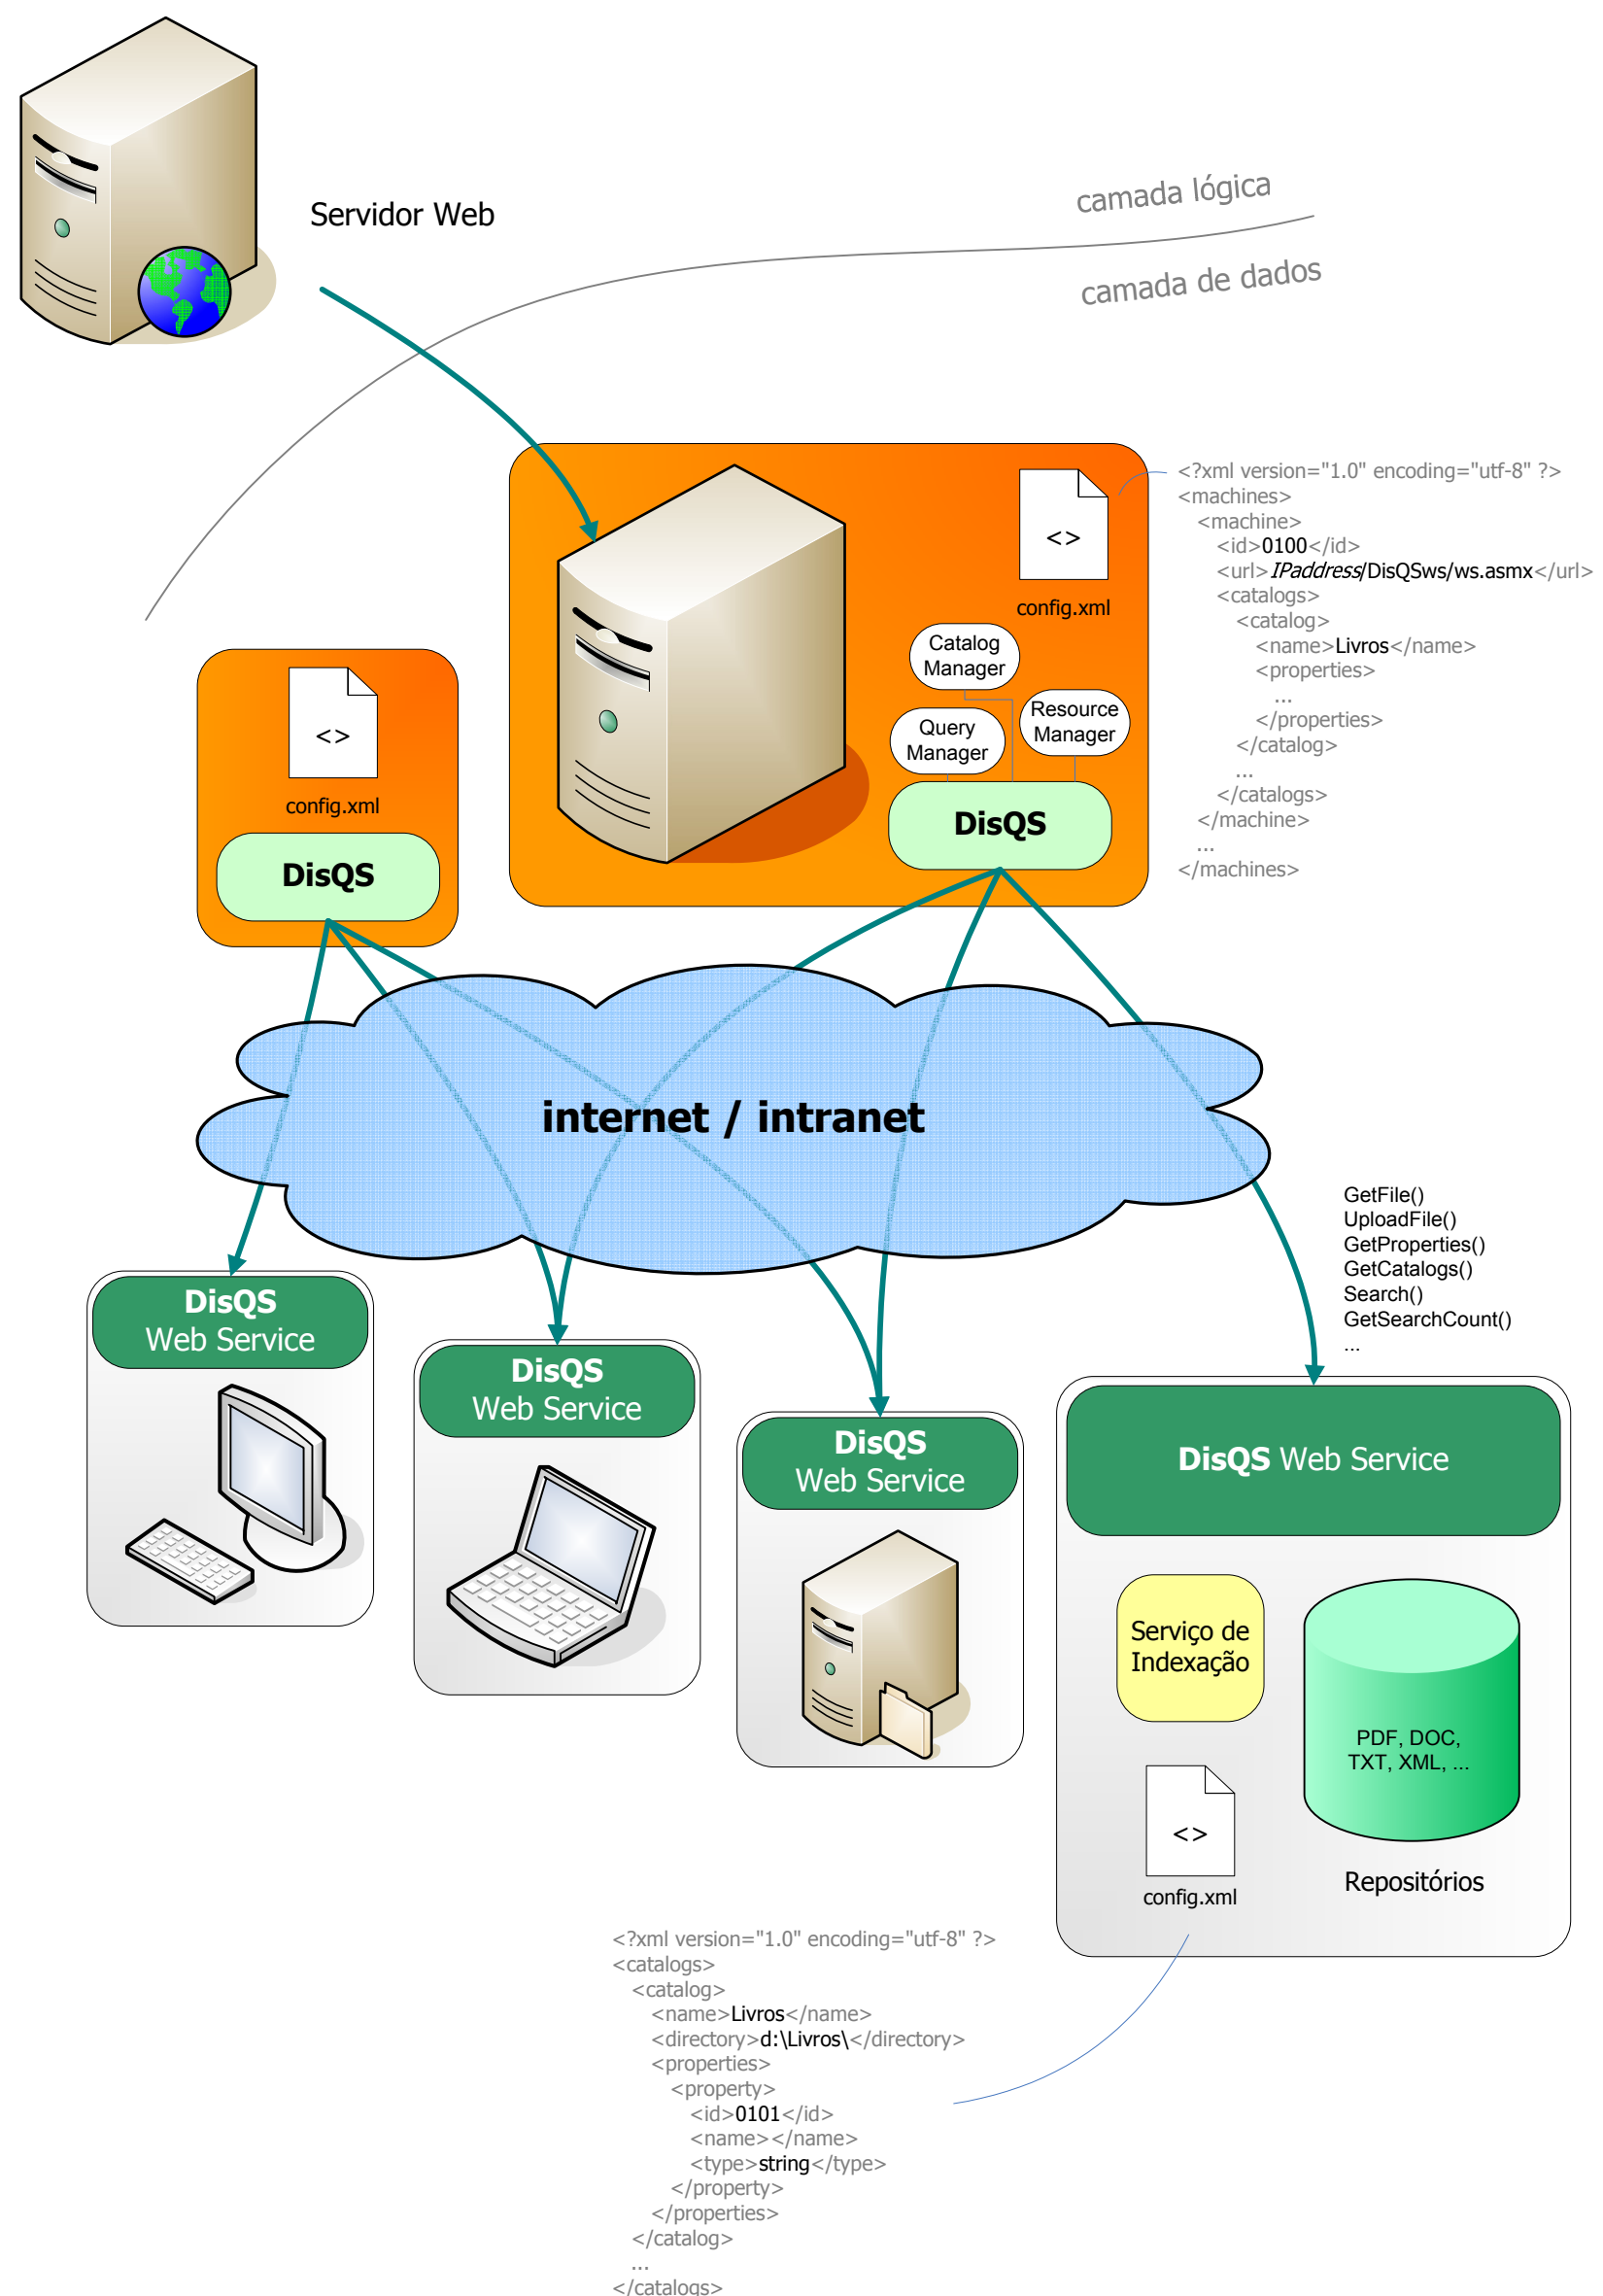 Servidor Web
camada lógica
camada de dados
<?xml version="1.0" encoding="utf-8" ?>
<machines>
<machine>
<id>0100</id>
<url>IPaddress/DisQSws/ws.asmx</url>
<catalogs>
<catalog>
<name>Livros</name>
<properties>
...
</properties>
</catalog>
...
</catalogs>
</machine>
...
</machines>
<>
config.xml
Catalog
Manager
Query
Manager
Resource
Manager
DisQS
<>
config.xml
DisQS
internet / intranet
GetFile()
UploadFile()
GetProperties()
GetCatalogs()
Search()
GetSearchCount()
...
DisQS
Web Service
DisQS
Web Service
DisQS
Web Service
DisQS Web Service
Serviço de
Indexação
PDF, DOC,
TXT, XML, ...
<>
config.xml
Repositórios
<?xml version="1.0" encoding="utf-8" ?>
<catalogs>
<catalog>
<name>Livros</name>
<directory>d:\Livros\</directory>
<properties>
<property>
<id>0101</id>
<name></name>
<type>string</type>
</property>
</properties>
</catalog>
...
</catalogs>